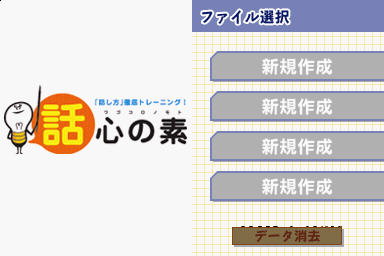 「話し方」徹底トレーニング!
ワゴコロノモト
話
心の素
ファイル選択
新規作成
新規作成
新規作成
新規作成
データ消去